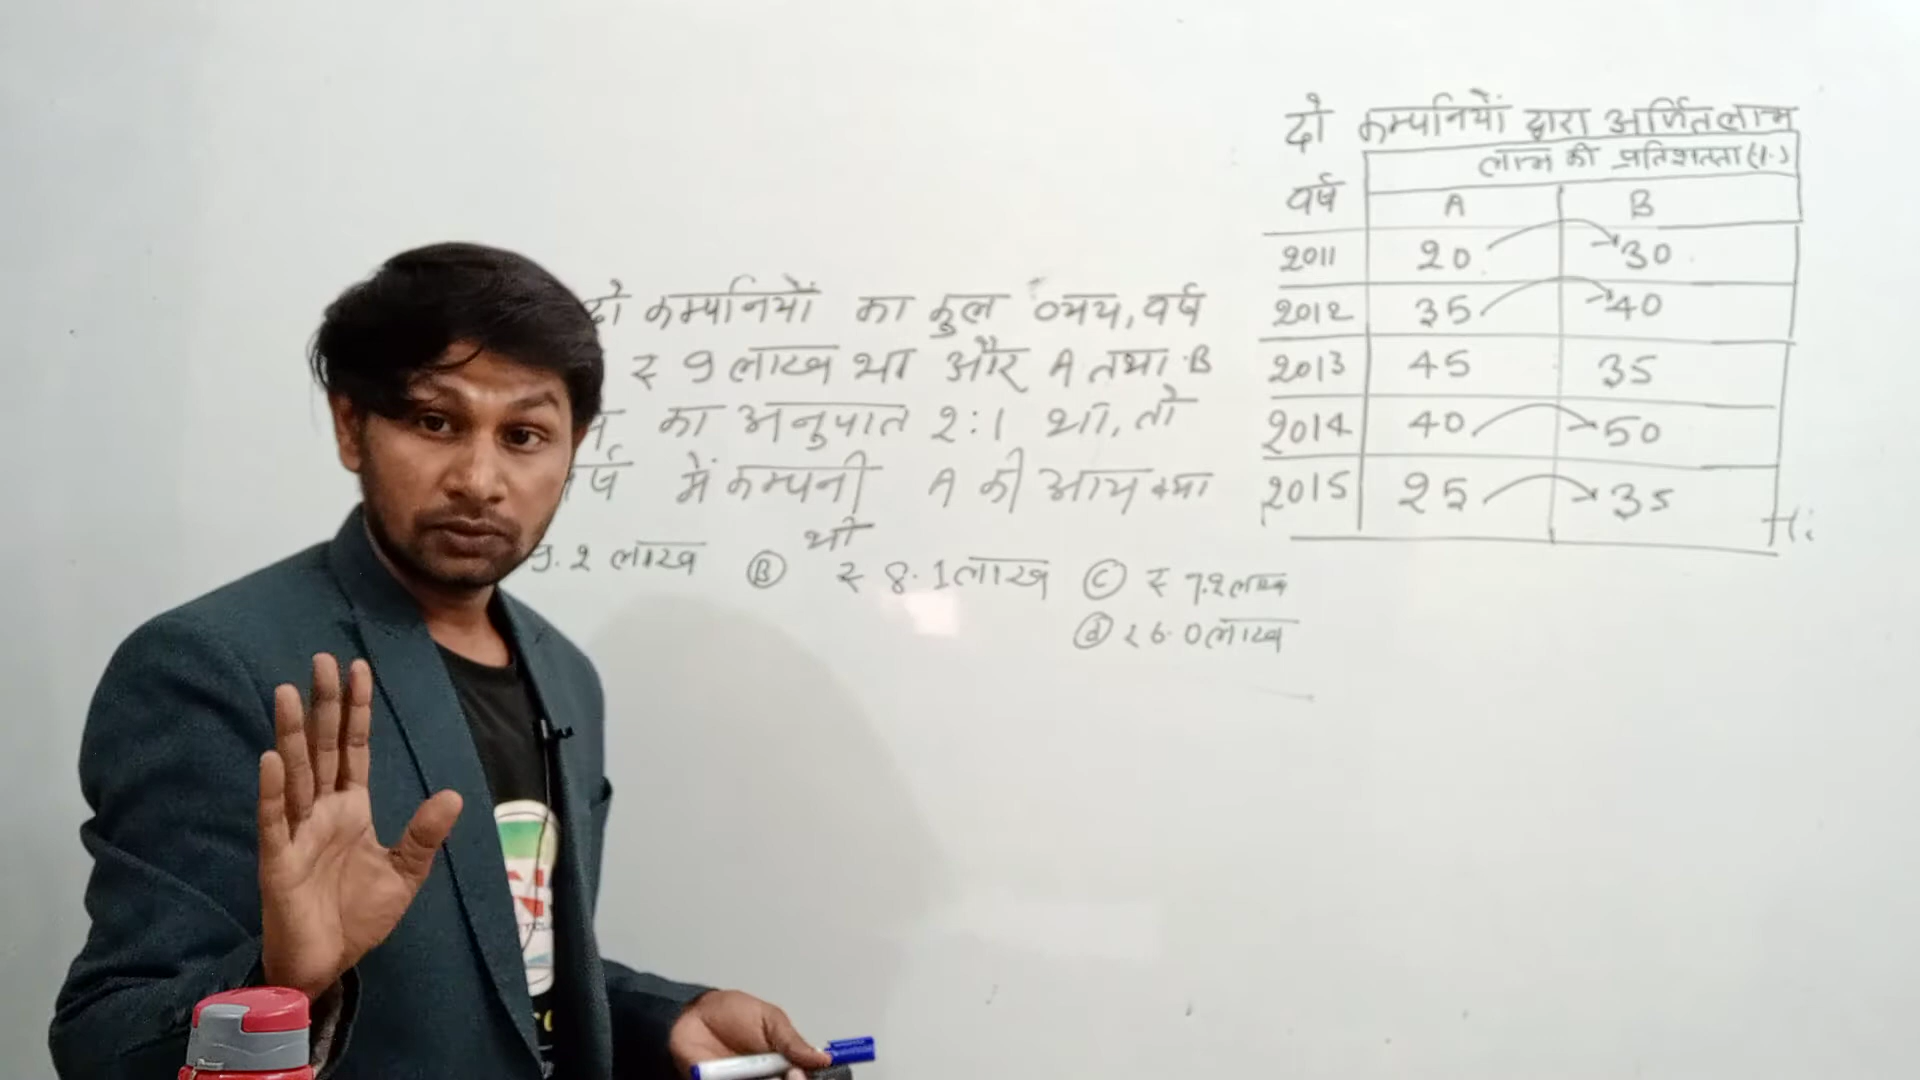 दो कम्पनियों द्वारा अर्जित लाभ
लाभ की प्रतिशतता (%)
वर्ष A B
2011 20 30
2012 35 40
2013 45 35
2014 40 50
2015 25 35
दो कम्पनियों का कुल व्यय, वर्ष
₹ 9 लाख था और A तथा B
का अनुपात 2:1 था, तो
में कम्पनी A की आय क्या
थी
9.2 लाख Ⓑ ₹ 8.1 लाख Ⓒ ₹ 7.2 लाख
ⓓ ₹ 6.0 लाख